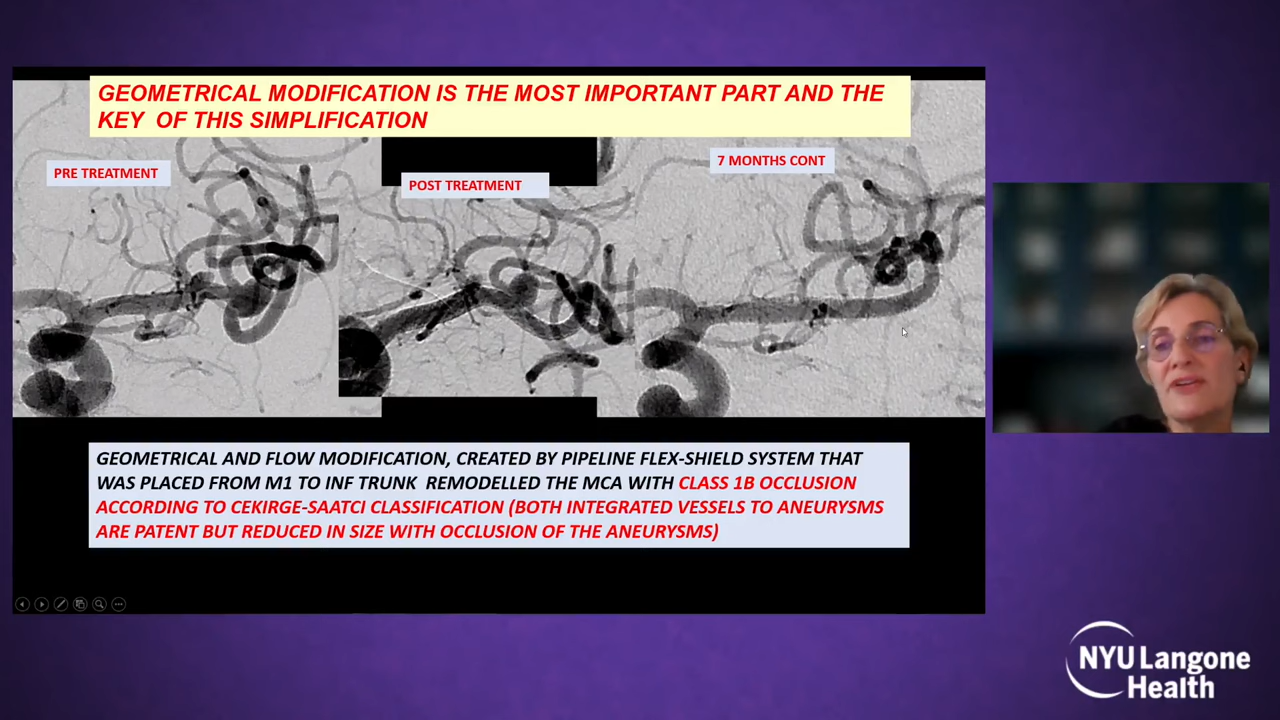 GEOMETRICAL MODIFICATION IS THE MOST IMPORTANT PART AND THE
KEY OF THIS SIMPLIFICATION
PRE TREATMENT
POST TREATMENT
7 MONTHS CONT
GEOMETRICAL AND FLOW MODIFICATION, CREATED BY PIPELINE FLEX-SHIELD SYSTEM THAT
WAS PLACED FROM M1 TO INF TRUNK REMODELLED THE MCA WITH CLASS 1B OCCLUSION
ACCORDING TO CEKIRGE-SAATCI CLASSIFICATION (BOTH INTEGRATED VESSELS TO ANEURYSMS
ARE PATENT BUT REDUCED IN SIZE WITH OCCLUSION OF THE ANEURYSMS)
NYU Langone
Health